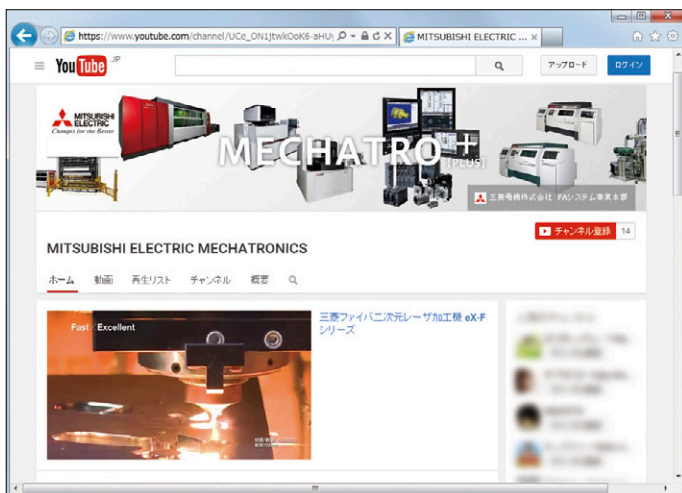 https://www.youtube.com/channel/UCe_ON1jtwkOoK6-aHU
MITSUBISHI ELECTRIC ...
YouTube JP
アップロード
ログイン
MITSUBISHI
ELECTRIC
Changes for the Better
MECHATRO +
[PLUS]
三菱電機株式会社 FAシステム事業本部
チャンネル登録 14
MITSUBISHI ELECTRIC MECHATRONICS
ホーム 動画 再生リスト チャンネル 概要
Fast Excellent
三菱ファイバ二次元レーザ加工機 eX-F
シリーズ